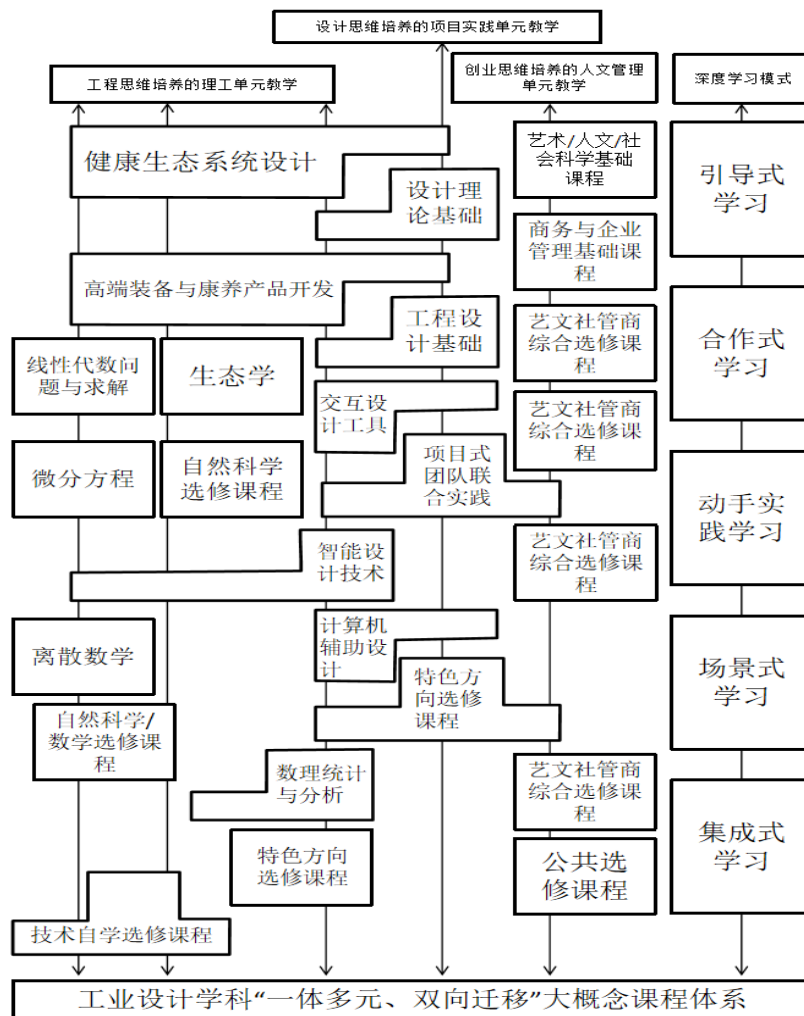 设计思维培养的项目实践单元教学
工程思维培养的理工单元教学
创业思维培养的人文管理
单元教学
深度学习模式
健康生态系统设计
艺术/人文/社
会科学基础
课程
引导式
学习
设计理
论基础
商务与企业
管理基础课
程
高端装备与康养产品开发
工程设
计基础
艺文社管商
综合选修课
程
合作式
学习
线性代数问
题与求解
生态学
交互设
计工具
艺文社管商
综合选修课
程
微分方程
自然科学
选修课程
项目式
团队联
合实践
动手实
践学习
智能设
计技术
艺文社管商
综合选修课
程
离散数学
计算机
辅助设
计
特色方
向选修
课程
场景式
学习
自然科学/
数学选修课
程
数理统计
与分析
艺文社管商
综合选修课
程
集成式
学习
特色方向
选修课程
公共选
修课程
技术自学选修课程
工业设计学科“一体多元、双向迁移”大概念课程体系